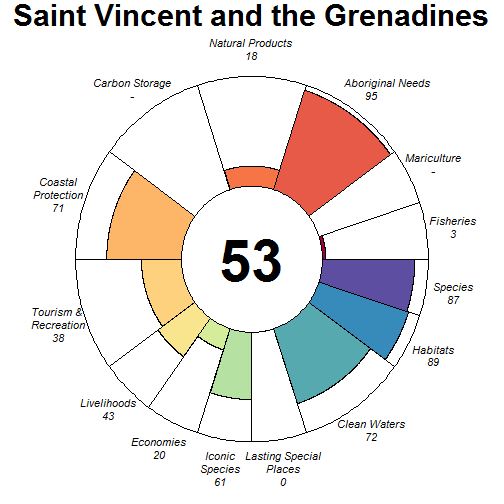 Saint Vincent and the Grenadines
Natural Products
18
Carbon Storage
-
Aboriginal Needs
95
Mariculture
-
Coastal
Protection
71
Fisheries
3
53
Species
87
Tourism &
Recreation
38
Habitats
89
Livelihoods
43
Clean Waters
72
Economies
20
Iconic
Species
61
Lasting Special
Places
0